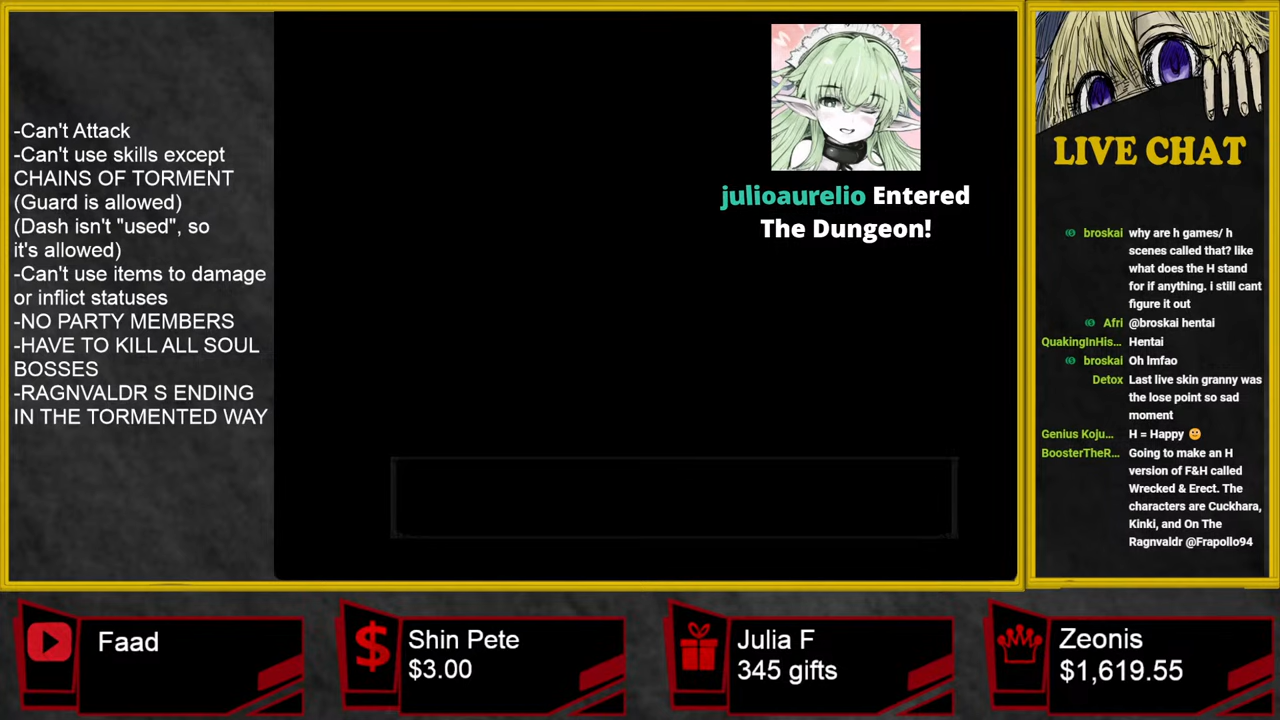 -Can't Attack
-Can't use skills except
CHAINS OF TORMENT
(Guard is allowed)
(Dash isn't "used", so
it's allowed)
-Can't use items to damage
or inflict statuses
-NO PARTY MEMBERS
-HAVE TO KILL ALL SOUL
BOSSES
-RAGNVALDR S ENDING
IN THE TORMENTED WAY
julioaurelio Entered
The Dungeon!
LIVE CHAT
broskai why are h games/ h
scenes called that? like
what does the H stand
for if anything. i still cant
figure it out
Afri @broskai hentai
QuakingInHis... Hentai
broskai Oh lmfao
Detox Last live skin granny was
the lose point so sad
moment
Genius Koju... H = Happy 🙂
BoosterTheR... Going to make an H
version of F&H called
Wrecked & Erect. The
characters are Cuckhara,
Kinki, and On The
Ragnvaldr @Frapollo94
Faad
Shin Pete
$3.00
Julia F
345 gifts
Zeonis
$1,619.55